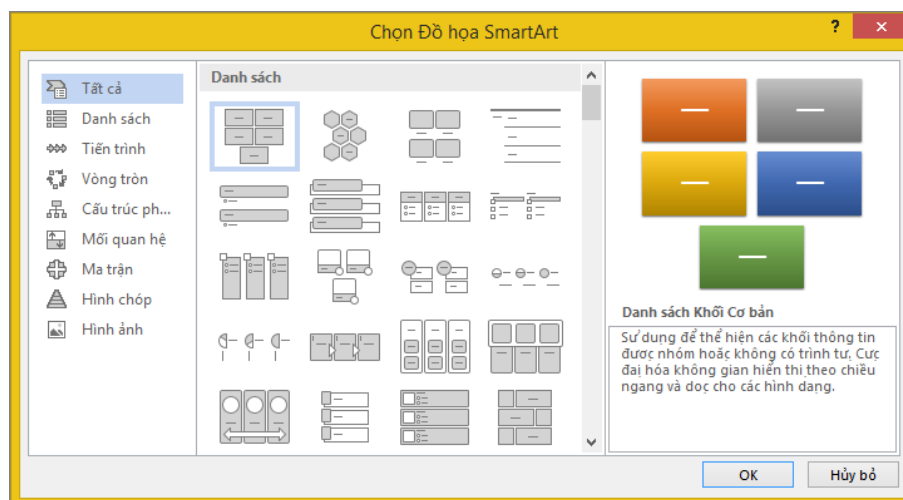 Chọn Đồ họa SmartArt
?
Tất cả
Danh sách
Tiến trình
Vòng tròn
Cấu trúc ph...
Mối quan hệ
Ma trận
Hình chóp
Hình ảnh
Danh sách
Danh sách Khối Cơ bản
Sử dụng để thể hiện các khối thông tin
được nhóm hoặc không có trình tự. Cực
đại hóa không gian hiển thị theo chiều
ngang và dọc cho các hình dạng.
OK
Hủy bỏ